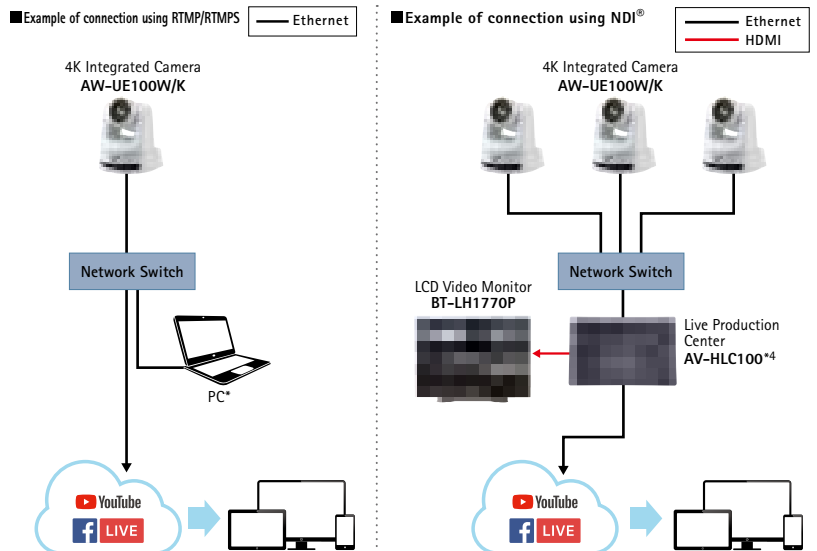 ■Example of connection using RTMP/RTMPS
Ethernet
4K Integrated Camera
AW-UE100W/K
Network Switch
PC*
YouTube
f LIVE
■Example of connection using NDI®
Ethernet
HDMI
4K Integrated Camera
AW-UE100W/K
Network Switch
LCD Video Monitor
BT-LH1770P
Live Production
Center
AV-HLC100*4
YouTube
f LIVE